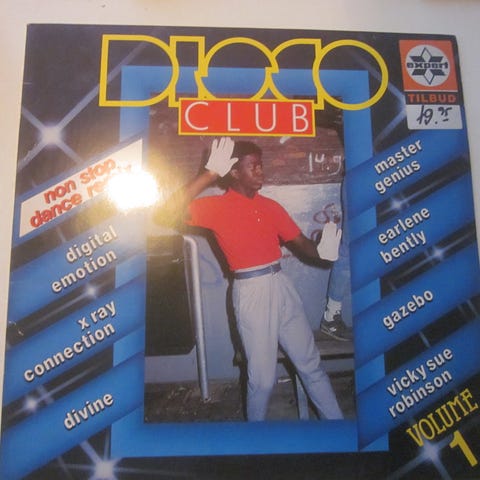 DISCO
CLUB
expert
TILBUD
19.95
non stop
dance remix
digital
emotion
x ray
connection
divine
master
genius
earlene
bently
gazebo
vicky sue
robinson
VOLUME
1